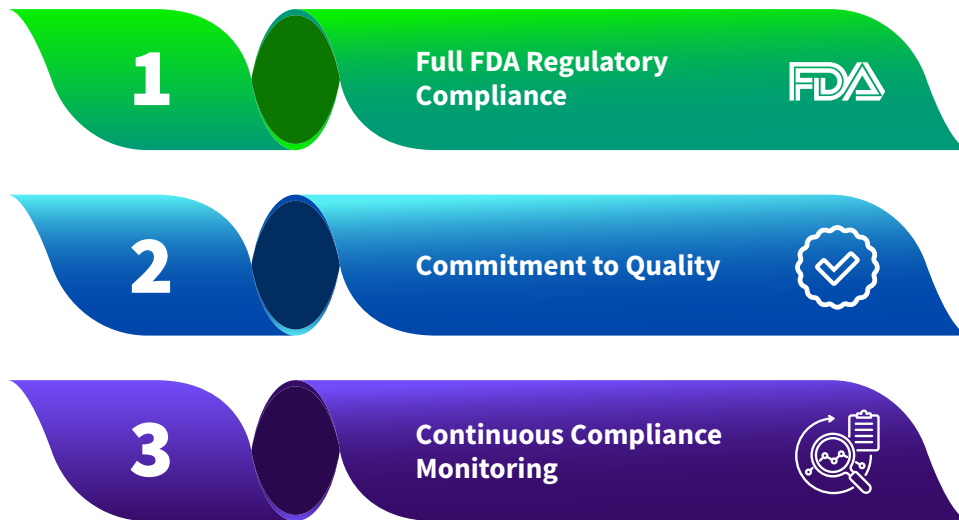 1
Full FDA Regulatory
Compliance
FDA
2
Commitment to Quality
3
Continuous Compliance
Monitoring